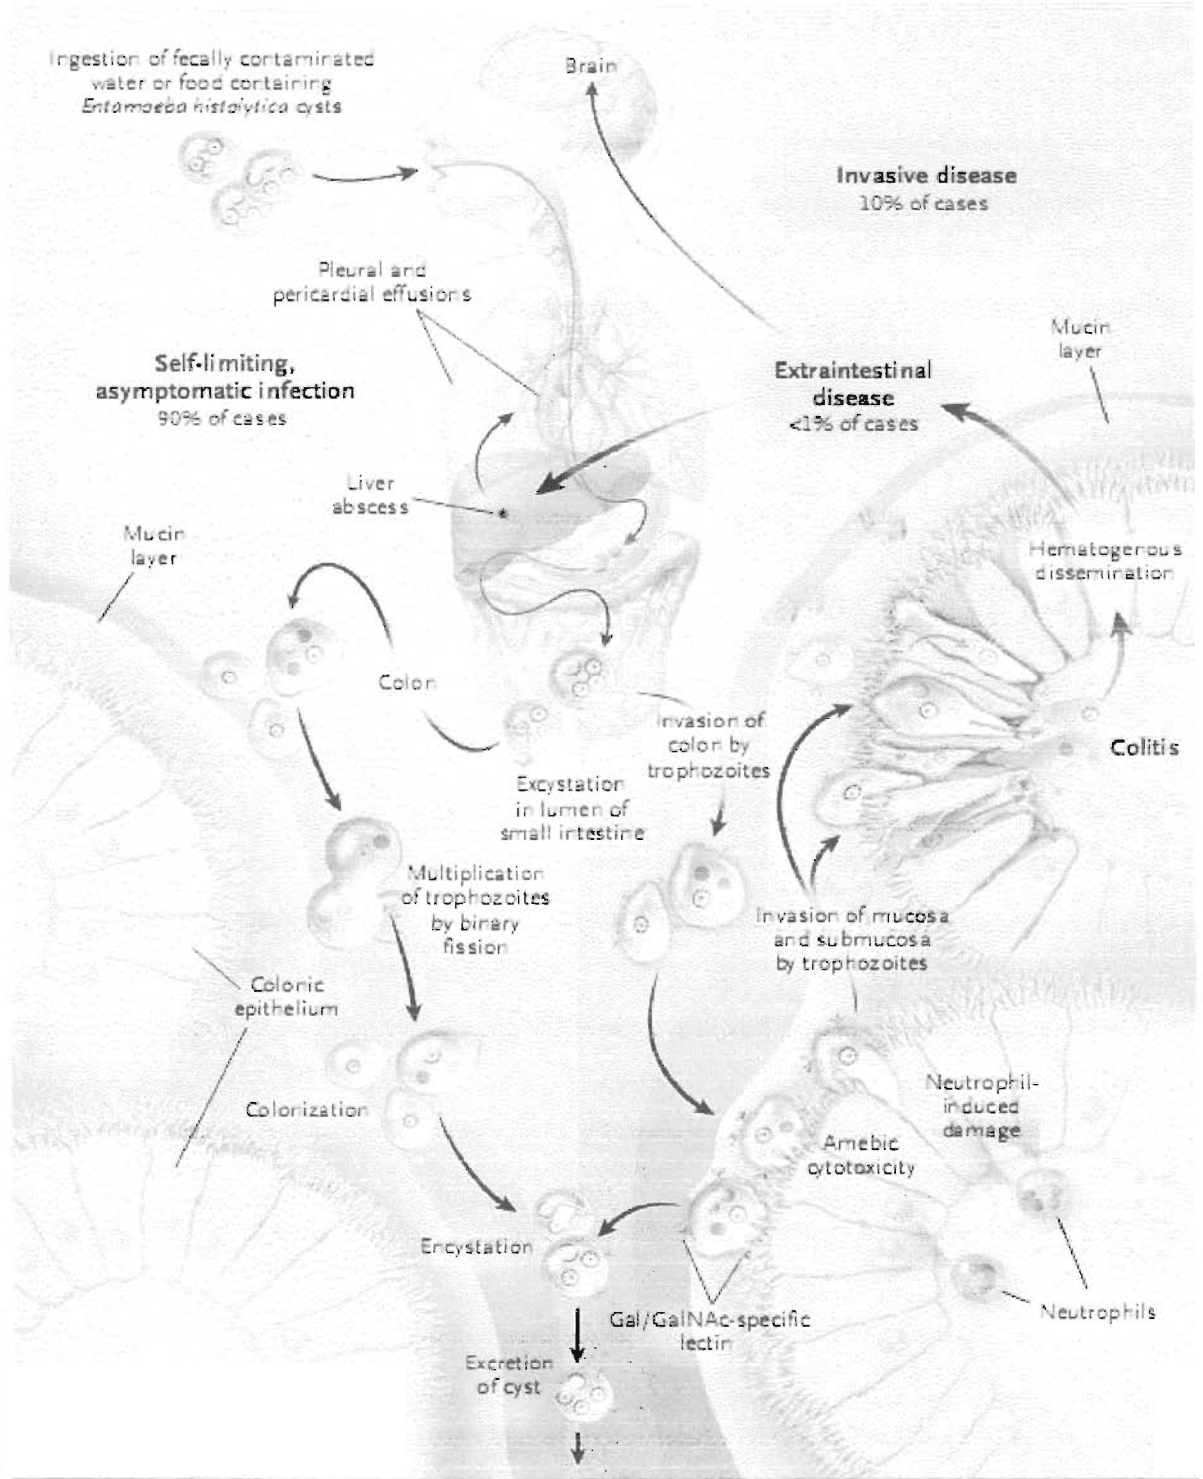 Ingestion of fecally contaminated
water or food containing
Entamoeba histolytica cysts
Brain
Invasive disease
10% of cases
Pleural and
pericardial effusions
Mucin
layer
Self-limiting,
asymptomatic infection
90% of cases
Extraintestinal
disease
<1% of cases
Liver
abscess
Mucin
layer
Hematogenous
dissemination
Colon
Invasion of
colon by
trophozoites
Colitis
Excystation
in lumen of
small intestine
Multiplication
of trophozoites
by binary
fission
Invasion of mucosa
and submucosa
by trophozoites
Colonic
epithelium
Neutrophil-
induced
damage
Colonization
Amebic
cytotoxicity
Encystation
Gal/GalNAc-specific
lectin
Neutrophils
Excretion
of cyst